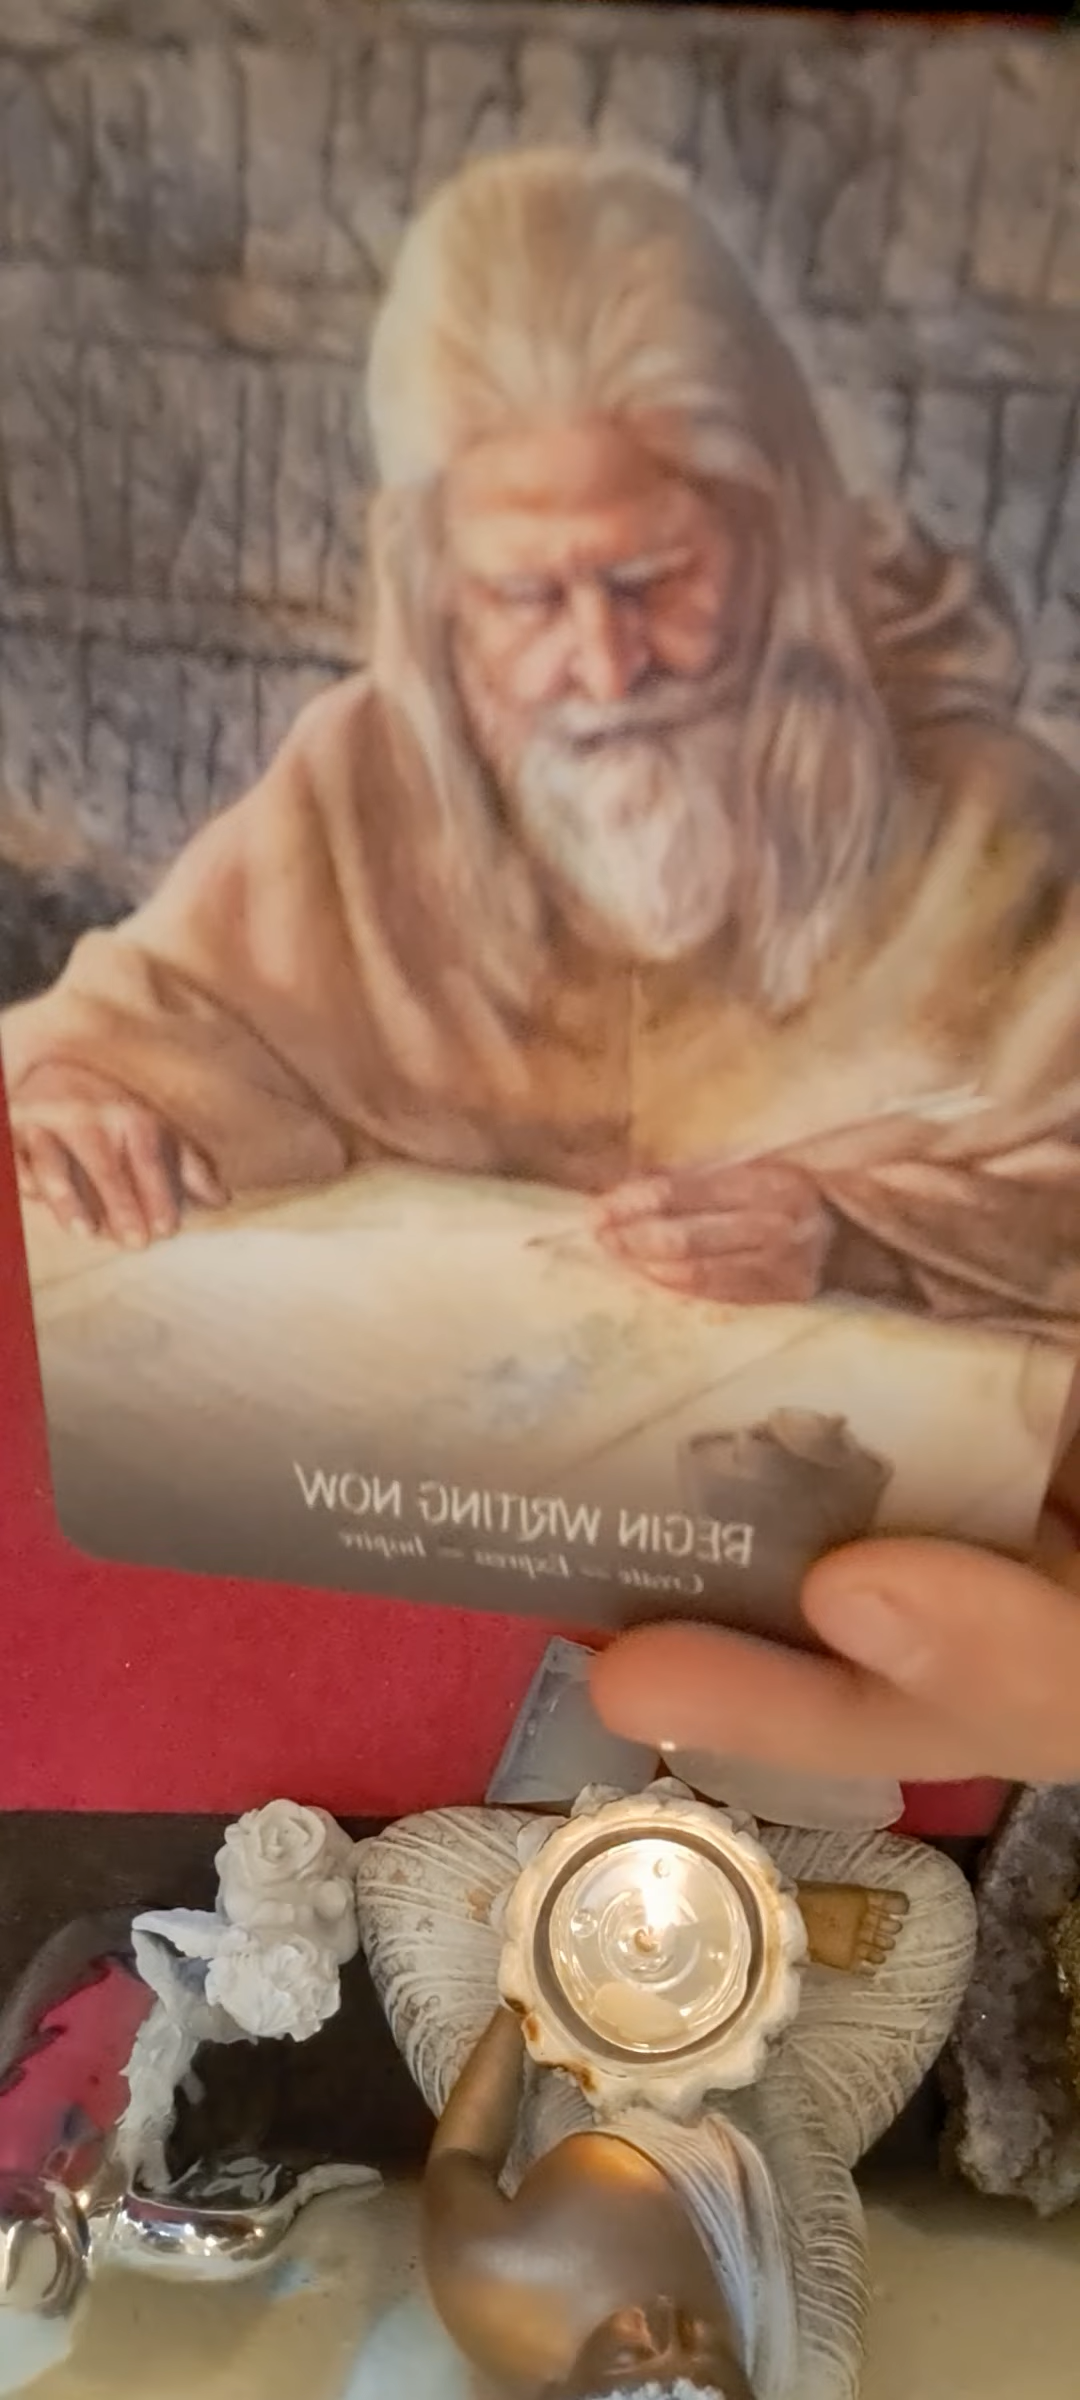 BEGIN WRITING NOW
Create — Express — Inspire